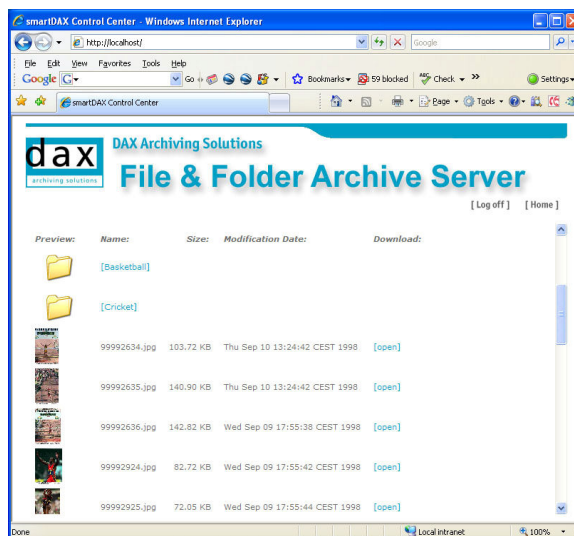 smartDAX Control Center - Windows Internet Explorer
http://localhost/
Google
File Edit View Favorites Tools Help
Google G Go Bookmarks 59 blocked Check Settings
smartDAX Control Center Page Tools
dax
archiving solutions
DAX Archiving Solutions
File & Folder Archive Server
[ Log off ] [ Home ]
Preview: Name: Size: Modification Date: Download:
[Basketball]
[Cricket]
99992634.jpg 103.72 KB Thu Sep 10 13:24:42 CEST 1998 [open]
99992635.jpg 140.90 KB Thu Sep 10 13:24:42 CEST 1998 [open]
99992636.jpg 142.82 KB Wed Sep 09 17:55:38 CEST 1998 [open]
99992924.jpg 82.72 KB Wed Sep 09 17:55:42 CEST 1998 [open]
99992925.jpg 72.05 KB Wed Sep 09 17:55:44 CEST 1998 [open]
Done Local intranet 100%